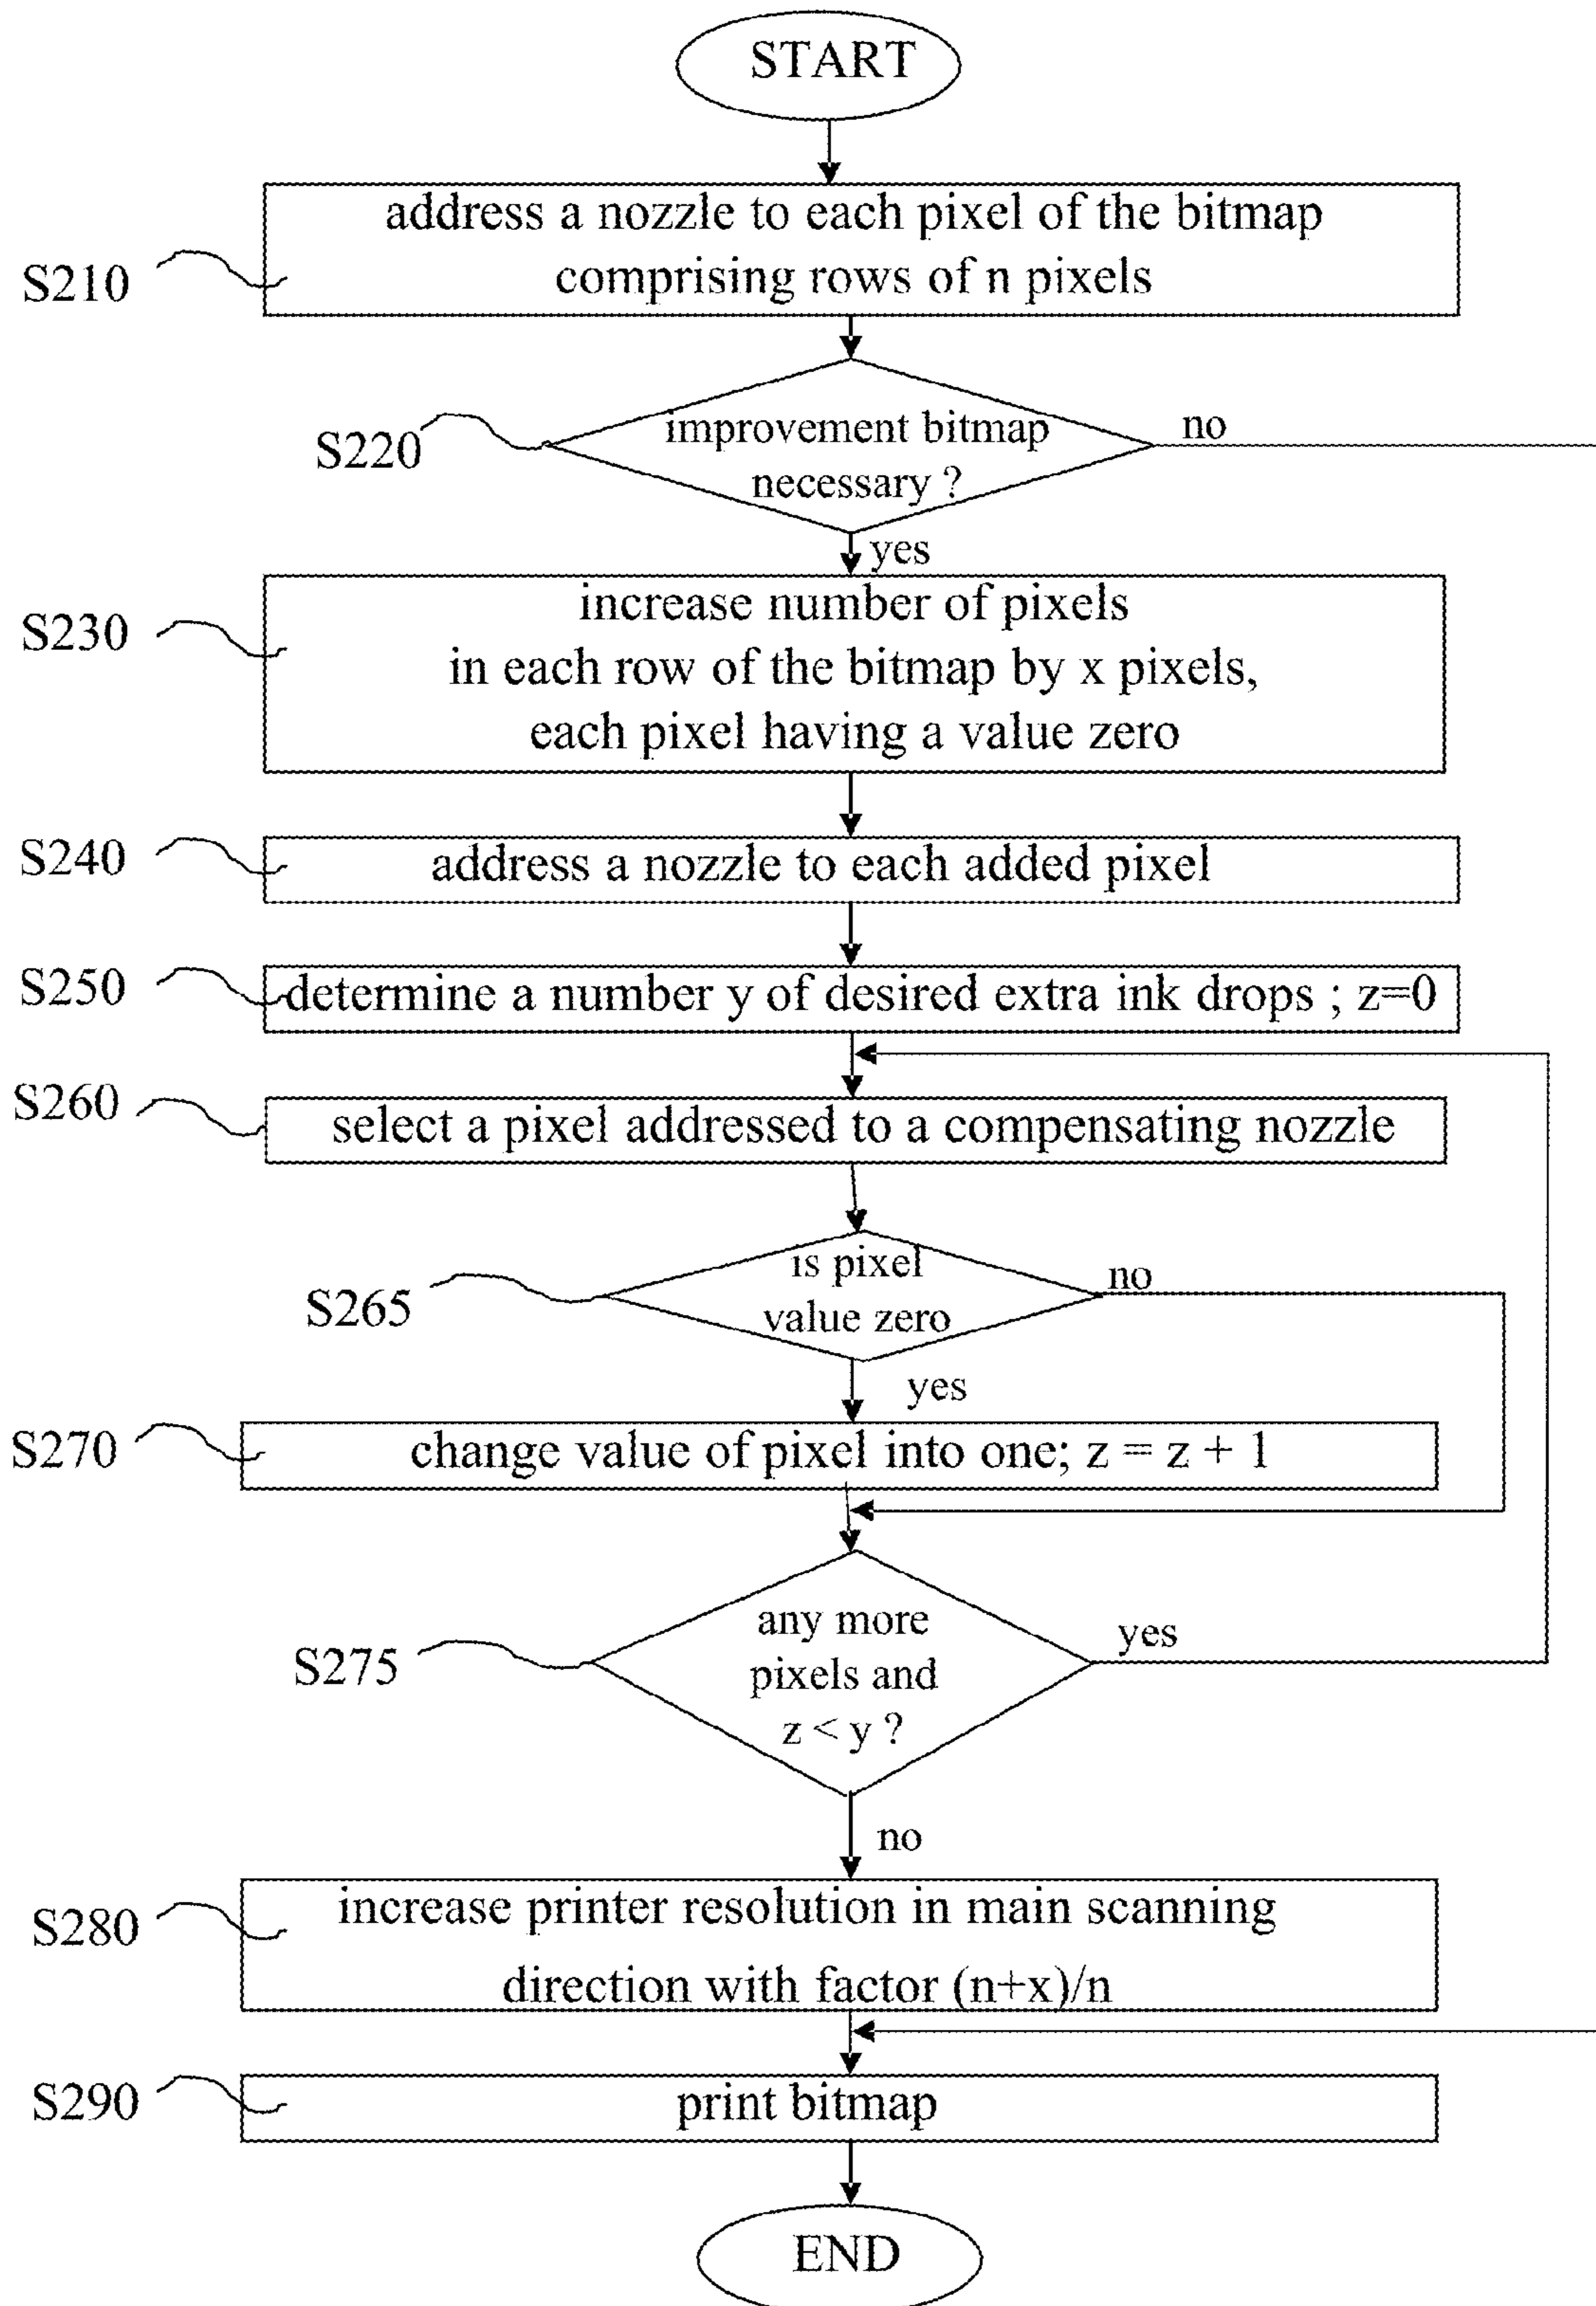 START
address a nozzle to each pixel of the bitmap
comprising rows of n pixels
S210
improvement bitmap
necessary ?
S220
no
yes
increase number of pixels
in each row of the bitmap by x pixels,
each pixel having a value zero
S230
S240
address a nozzle to each added pixel
S250
determine a number y of desired extra ink drops ; z=0
S260
select a pixel addressed to a compensating nozzle
is pixel
value zero
S265
no
yes
S270
change value of pixel into one; z = z + 1
any more
pixels and
z < y ?
S275
yes
no
increase printer resolution in main scanning
direction with factor (n+x)/n
S280
S290
print bitmap
END